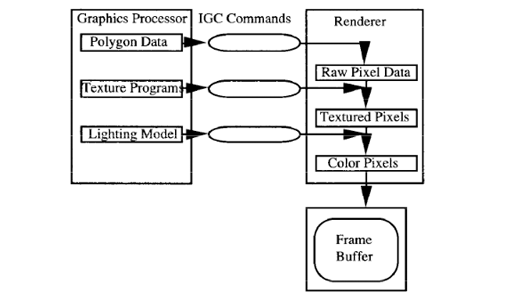 Graphics Processor IGC Commands Renderer
Polygon Data
Raw Pixel Data
Texture Programs
Textured Pixels
Lighting Model
Color Pixels
Frame
Buffer